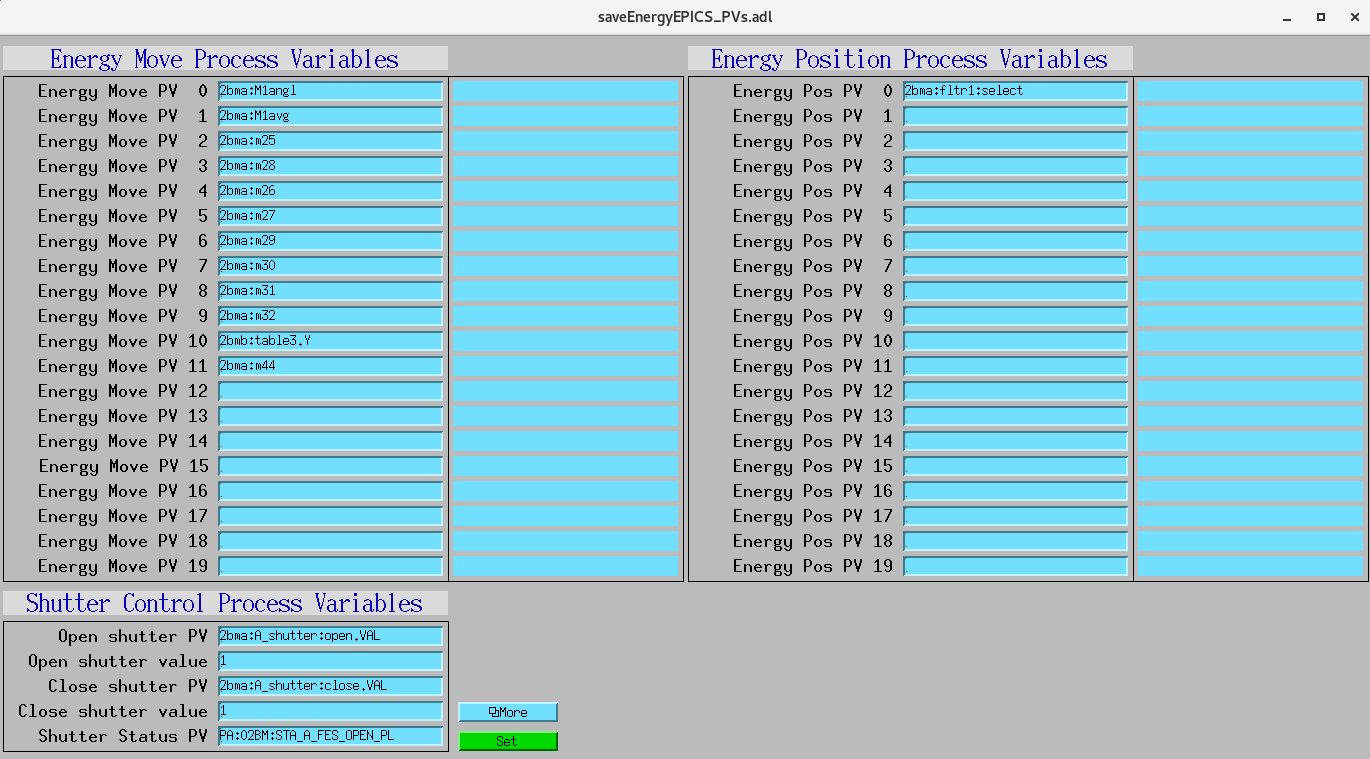 saveEnergyEPICS_PVs.adl
Energy Move Process Variables
Energy Move PV 0 2bma:M1angl
Energy Move PV 1 2bma:M1avg
Energy Move PV 2 2bma:m25
Energy Move PV 3 2bma:m28
Energy Move PV 4 2bma:m26
Energy Move PV 5 2bma:m27
Energy Move PV 6 2bma:m29
Energy Move PV 7 2bma:m30
Energy Move PV 8 2bma:m31
Energy Move PV 9 2bma:m32
Energy Move PV 10 2bmb:table3.Y
Energy Move PV 11 2bma:m44
Energy Move PV 12 .
Energy Move PV 13 .
Energy Move PV 14 .
Energy Move PV 15 .
Energy Move PV 16 .
Energy Move PV 17 .
Energy Move PV 18 .
Energy Move PV 19 .
Energy Position Process Variables
Energy Pos PV 0 2bma:fltr1:select
Energy Pos PV 1 .
Energy Pos PV 2 .
Energy Pos PV 3 .
Energy Pos PV 4 .
Energy Pos PV 5 .
Energy Pos PV 6 .
Energy Pos PV 7 .
Energy Pos PV 8 .
Energy Pos PV 9 .
Energy Pos PV 10 .
Energy Pos PV 11 .
Energy Pos PV 12 .
Energy Pos PV 13 .
Energy Pos PV 14 .
Energy Pos PV 15 .
Energy Pos PV 16 .
Energy Pos PV 17 .
Energy Pos PV 18 .
Energy Pos PV 19 .
Shutter Control Process Variables
Open shutter PV 2bma:A_shutter:open.VAL
Open shutter value 1
Close shutter PV 2bma:A_shutter:close.VAL
Close shutter value 1
Shutter Status PV PA:02BM:STA_A_FES_OPEN_PL
More
Set